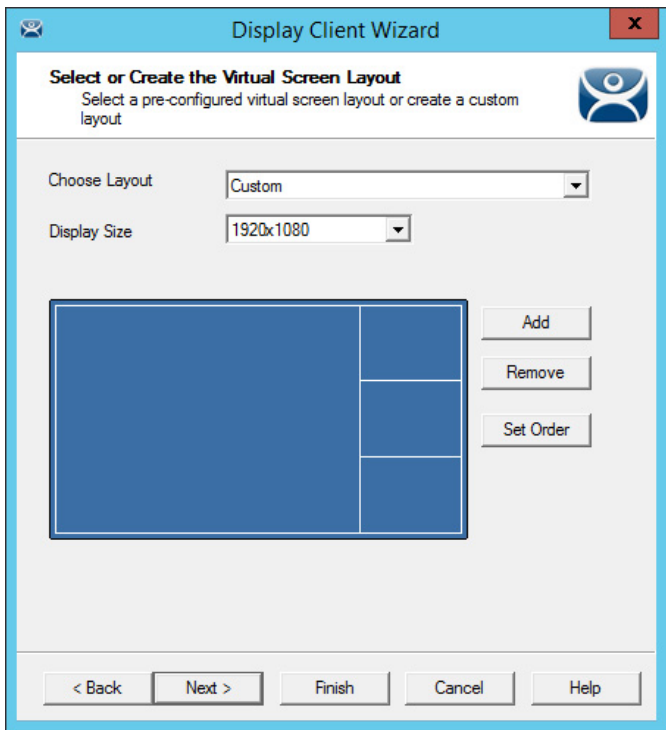 Display Client Wizard
x
Select or Create the Virtual Screen Layout
Select a pre-configured virtual screen layout or create a custom
layout
Choose Layout
Custom
Display Size
1920x1080
Add
Remove
Set Order
< Back
Next >
Finish
Cancel
Help